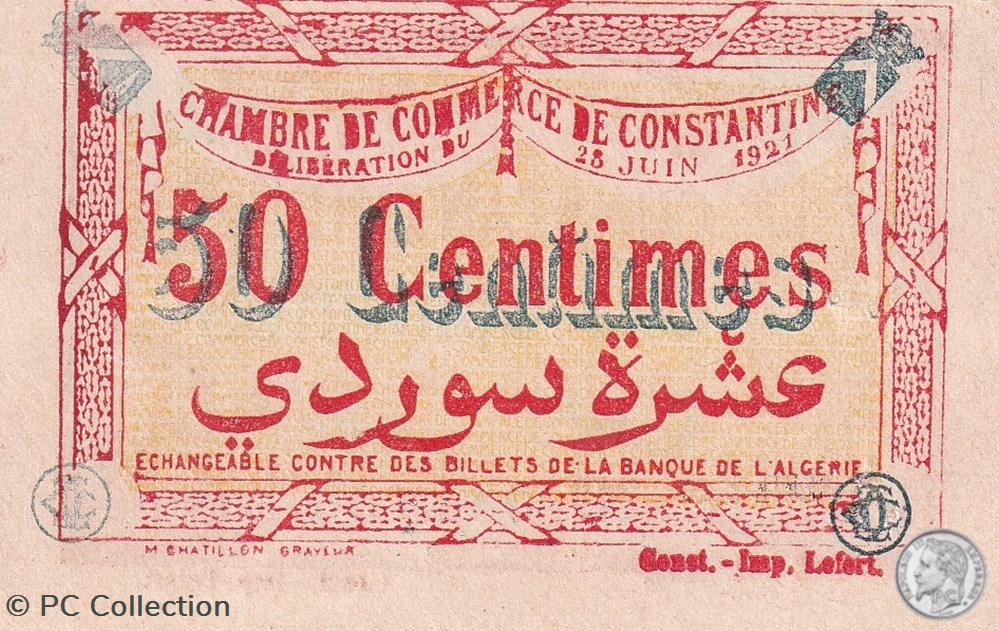 CHAMBRE DE COMMERCE DE CONSTANTINE
DÉLIBÉRATION DU 28 JUIN 1921
50 Centimes
عشرة سوردي
ECHANGEABLE CONTRE DES BILLETS DE LA BANQUE DE L'ALGERIE
M CHATILLON GRAVEUR
Const. - Imp. Lefort.
© PC Collection